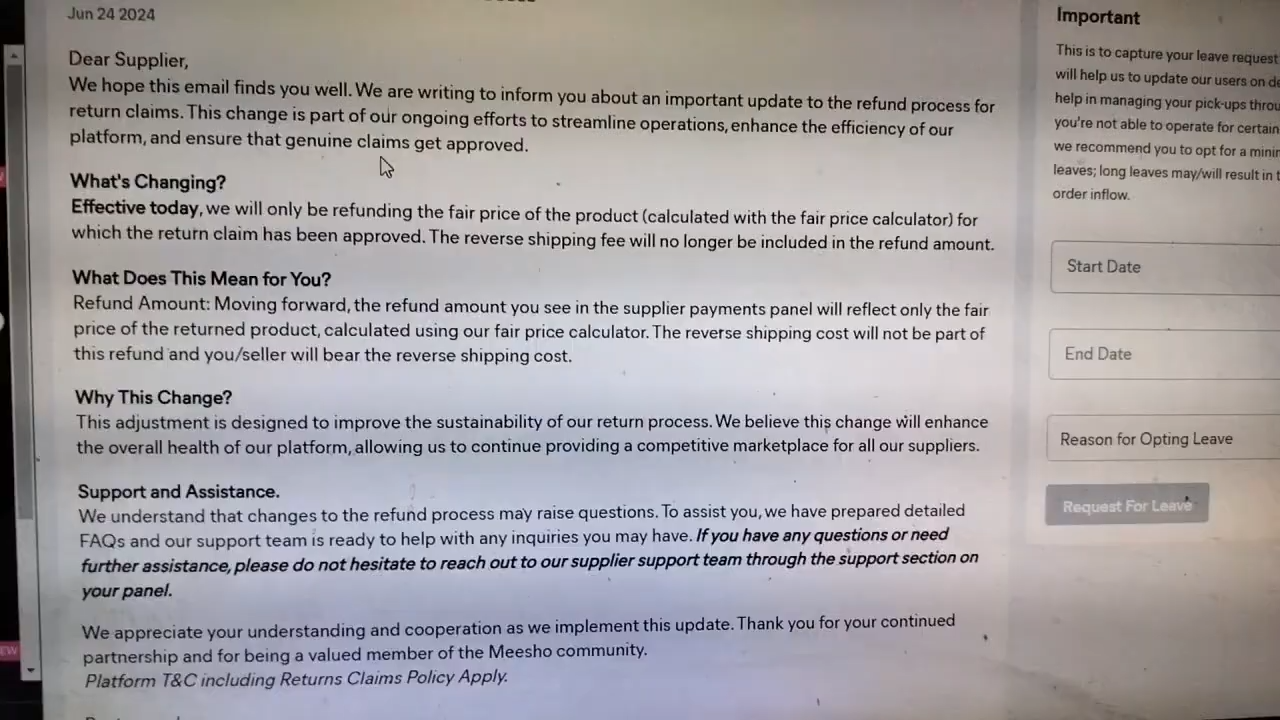 Jun 24 2024
Dear Supplier,
We hope this email finds you well. We are writing to inform you about an important update to the refund process for
return claims. This change is part of our ongoing efforts to streamline operations, enhance the efficiency of our
platform, and ensure that genuine claims get approved.
What's Changing?
Effective today, we will only be refunding the fair price of the product (calculated with the fair price calculator) for
which the return claim has been approved. The reverse shipping fee will no longer be included in the refund amount.
What Does This Mean for You?
Refund Amount: Moving forward, the refund amount you see in the supplier payments panel will reflect only the fair
price of the returned product, calculated using our fair price calculator. The reverse shipping cost will not be part of
this refund and you/seller will bear the reverse shipping cost.
Why This Change?
This adjustment is designed to improve the sustainability of our return process. We believe this change will enhance
the overall health of our platform, allowing us to continue providing a competitive marketplace for all our suppliers.
Support and Assistance.
We understand that changes to the refund process may raise questions. To assist you, we have prepared detailed
FAQs and our support team is ready to help with any inquiries you may have. If you have any questions or need
further assistance, please do not hesitate to reach out to our supplier support team through the support section on
your panel.
We appreciate your understanding and cooperation as we implement this update. Thank you for your continued
partnership and for being a valued member of the Meesho community.
Platform T&C including Returns Claims Policy Apply.
Important
This is to capture your leave request
will help us to update our users on
help in managing your pick-ups
you're not able to operate for certain
we recommend you to opt for a
leaves; long leaves may/will result in
order inflow.
Start Date
End Date
Reason for Opting Leave
Request For Leave